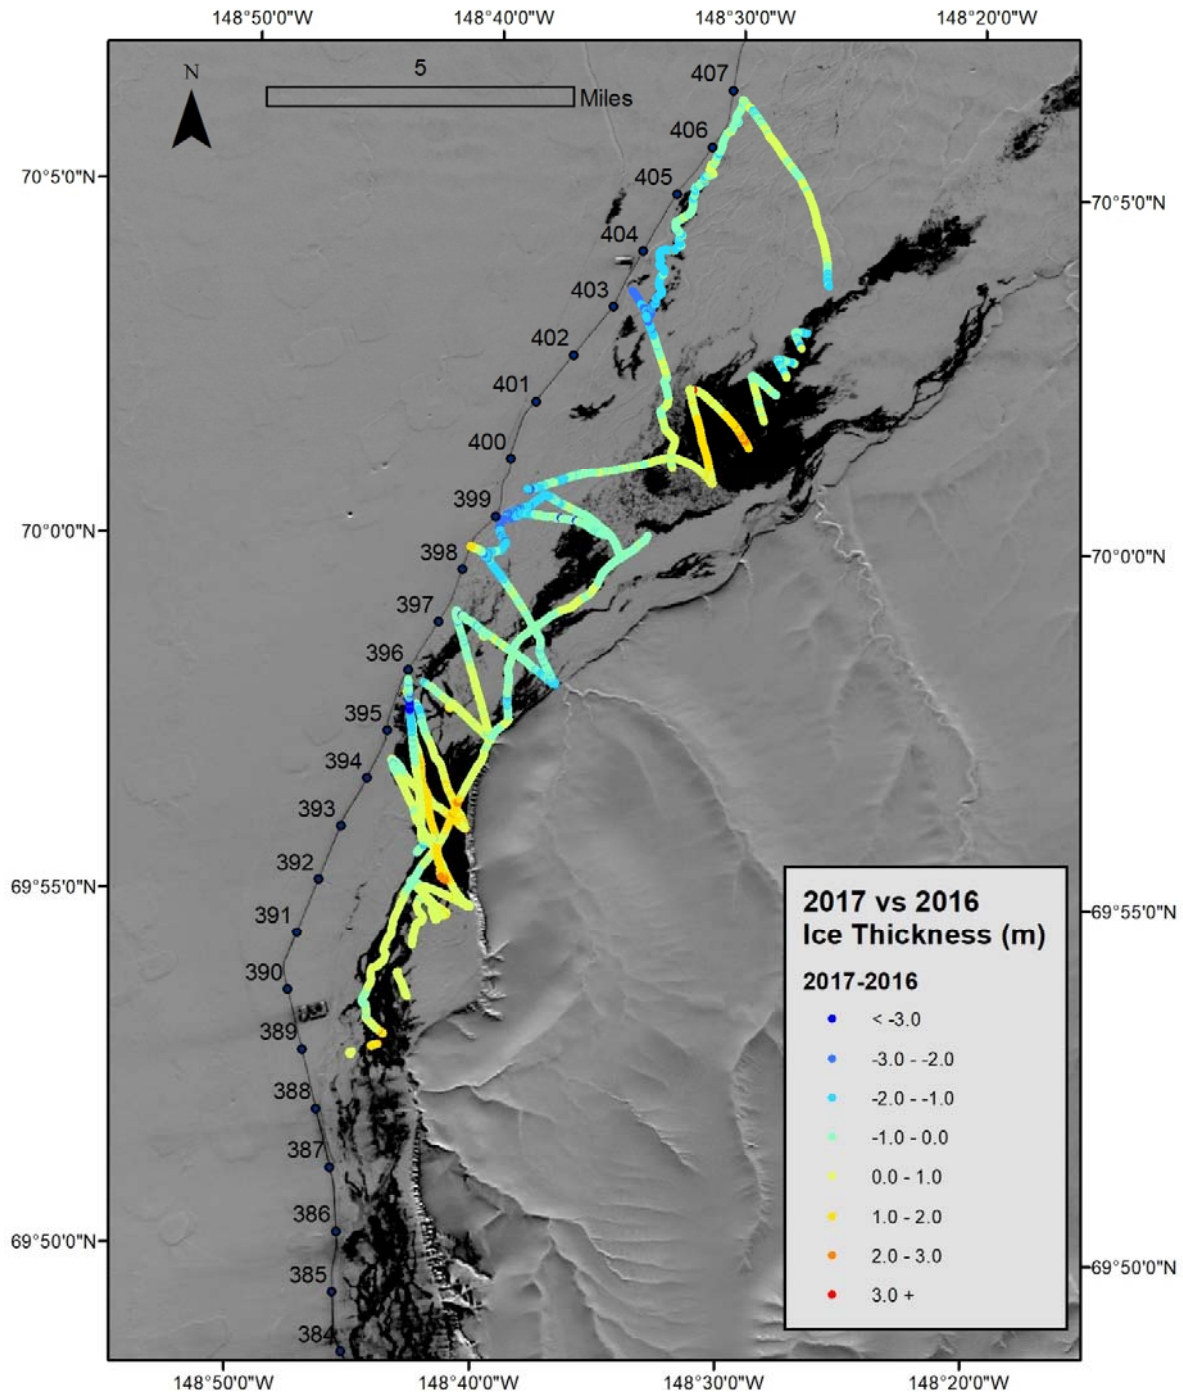 148°50'0"W 148°40'0"W 148°30'0"W 148°20'0"W
N
5
Miles
407
406
70°5'0"N
405
70°5'0"N
404
403
402
401
400
399
70°0'0"N
398
70°0'0"N
397
396
395
394
393
392
69°55'0"N
391
69°55'0"N
390
389
388
387
386
69°50'0"N
385
69°50'0"N
384
2017 vs 2016
Ice Thickness (m)
2017-2016
< -3.0
-3.0 - -2.0
-2.0 - -1.0
-1.0 - 0.0
0.0 - 1.0
1.0 - 2.0
2.0 - 3.0
3.0 +
148°50'0"W 148°40'0"W 148°30'0"W 148°20'0"W